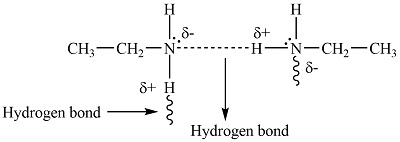 H H
δ- δ+
CH₃—CH₂—N: H—:N—CH₂—CH₃
δ+ H δ-
Hydrogen bond
Hydrogen bond